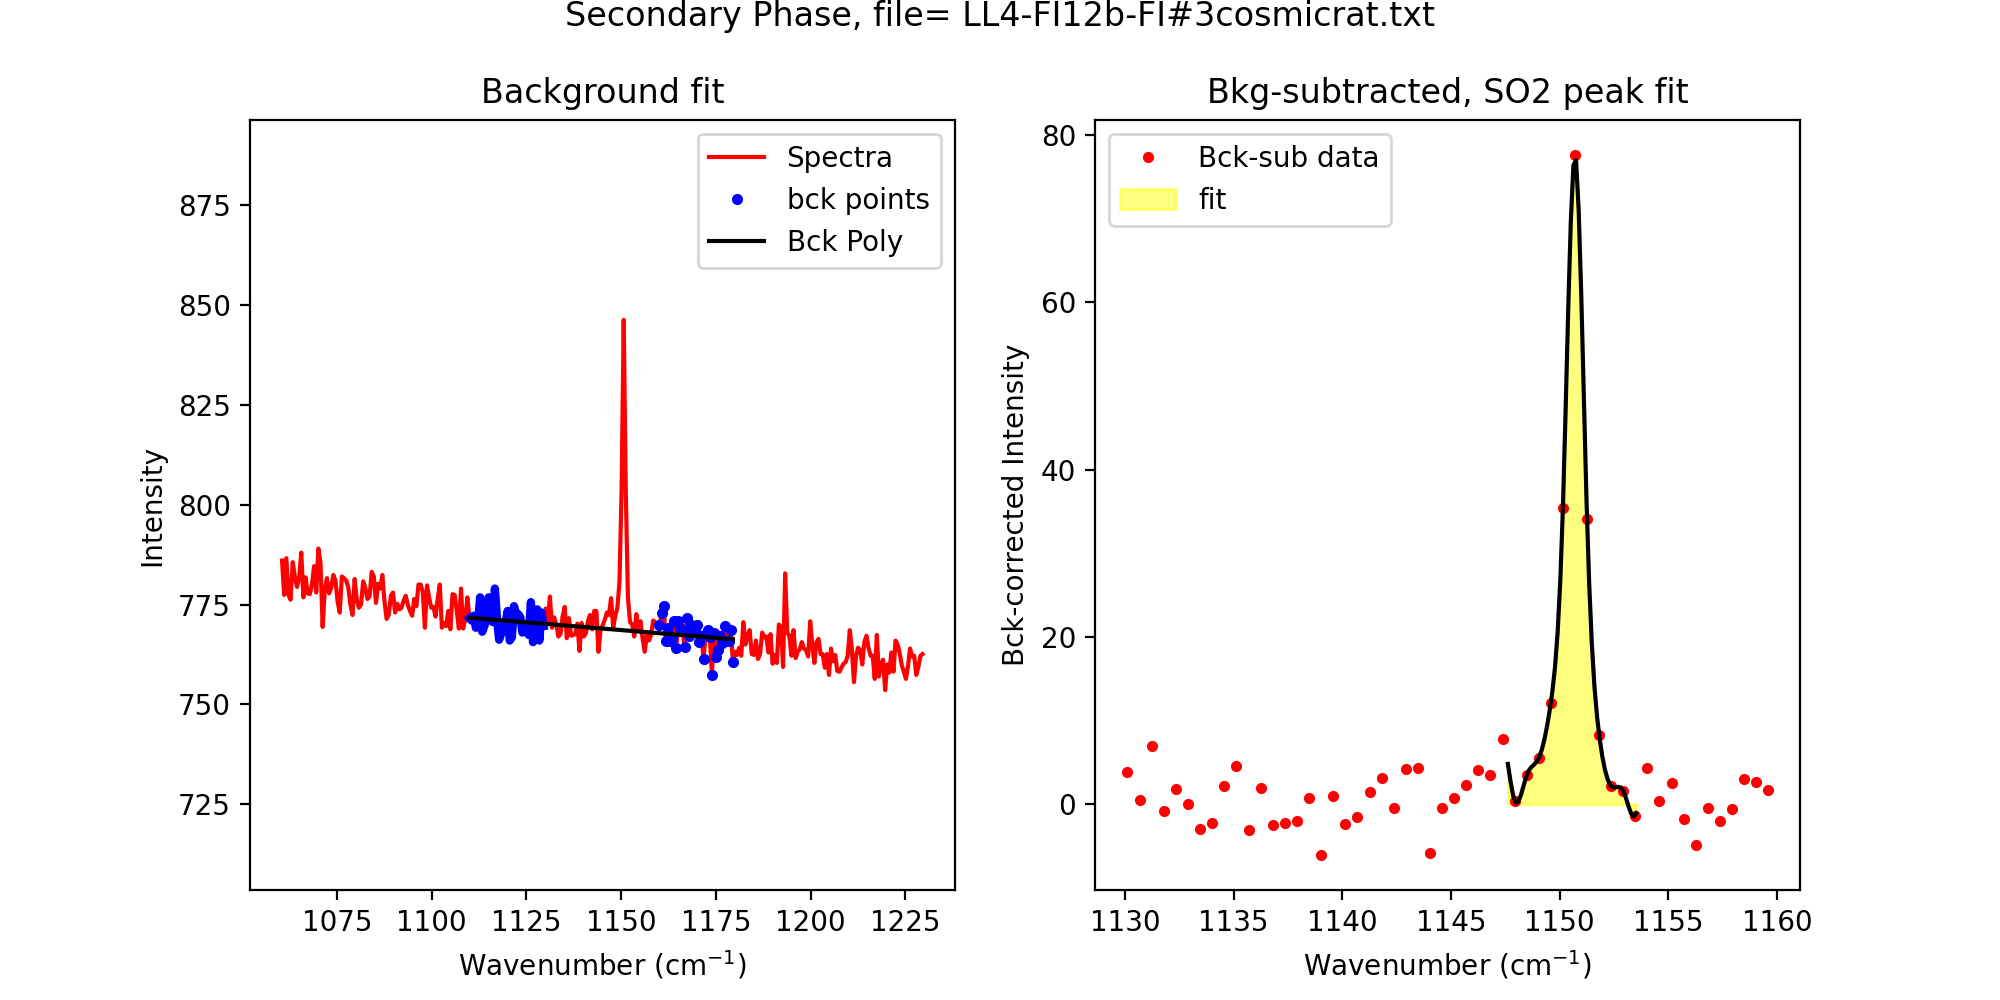 Secondary Phase, file= LL4-FI12b-FI#3cosmicrat.txt
Background fit
Spectra
bck points
Bck Poly
Intensity
875
850
825
800
775
750
725
1075 1100 1125 1150 1175 1200 1225
Wavenumber (cm⁻¹)
Bkg-subtracted, SO2 peak fit
Bck-sub data
fit
Bck-corrected Intensity
80
60
40
20
0
1130 1135 1140 1145 1150 1155 1160
Wavenumber (cm⁻¹)